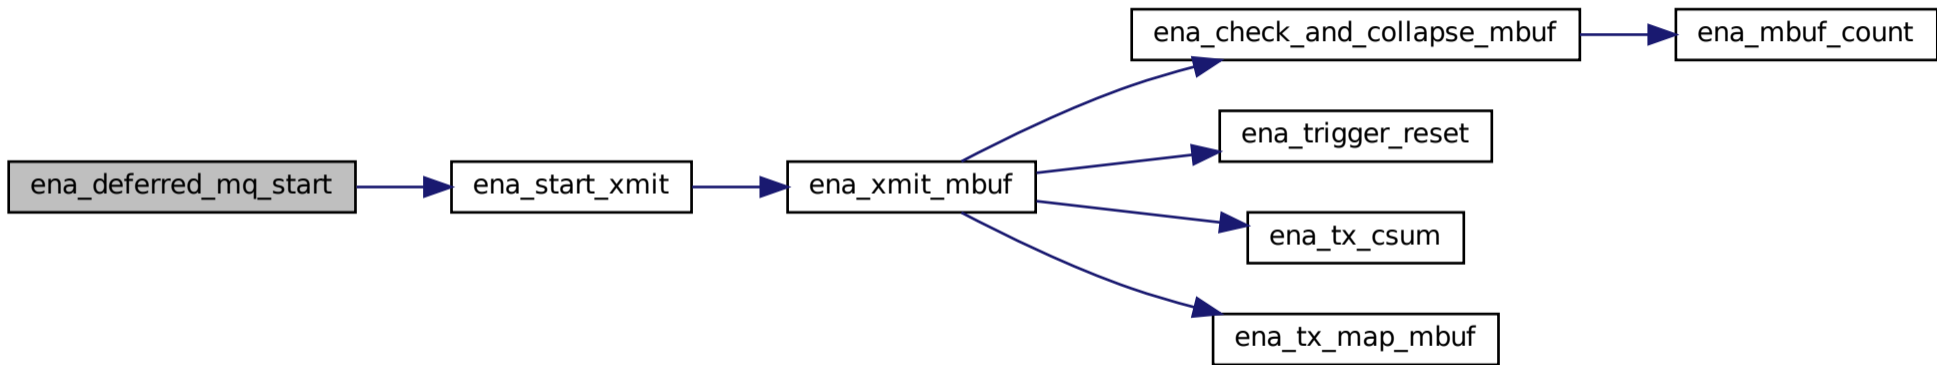 ena_check_and_collapse_mbuf
ena_mbuf_count
ena_trigger_reset
ena_deferred_mq_start
ena_start_xmit
ena_xmit_mbuf
ena_tx_csum
ena_tx_map_mbuf